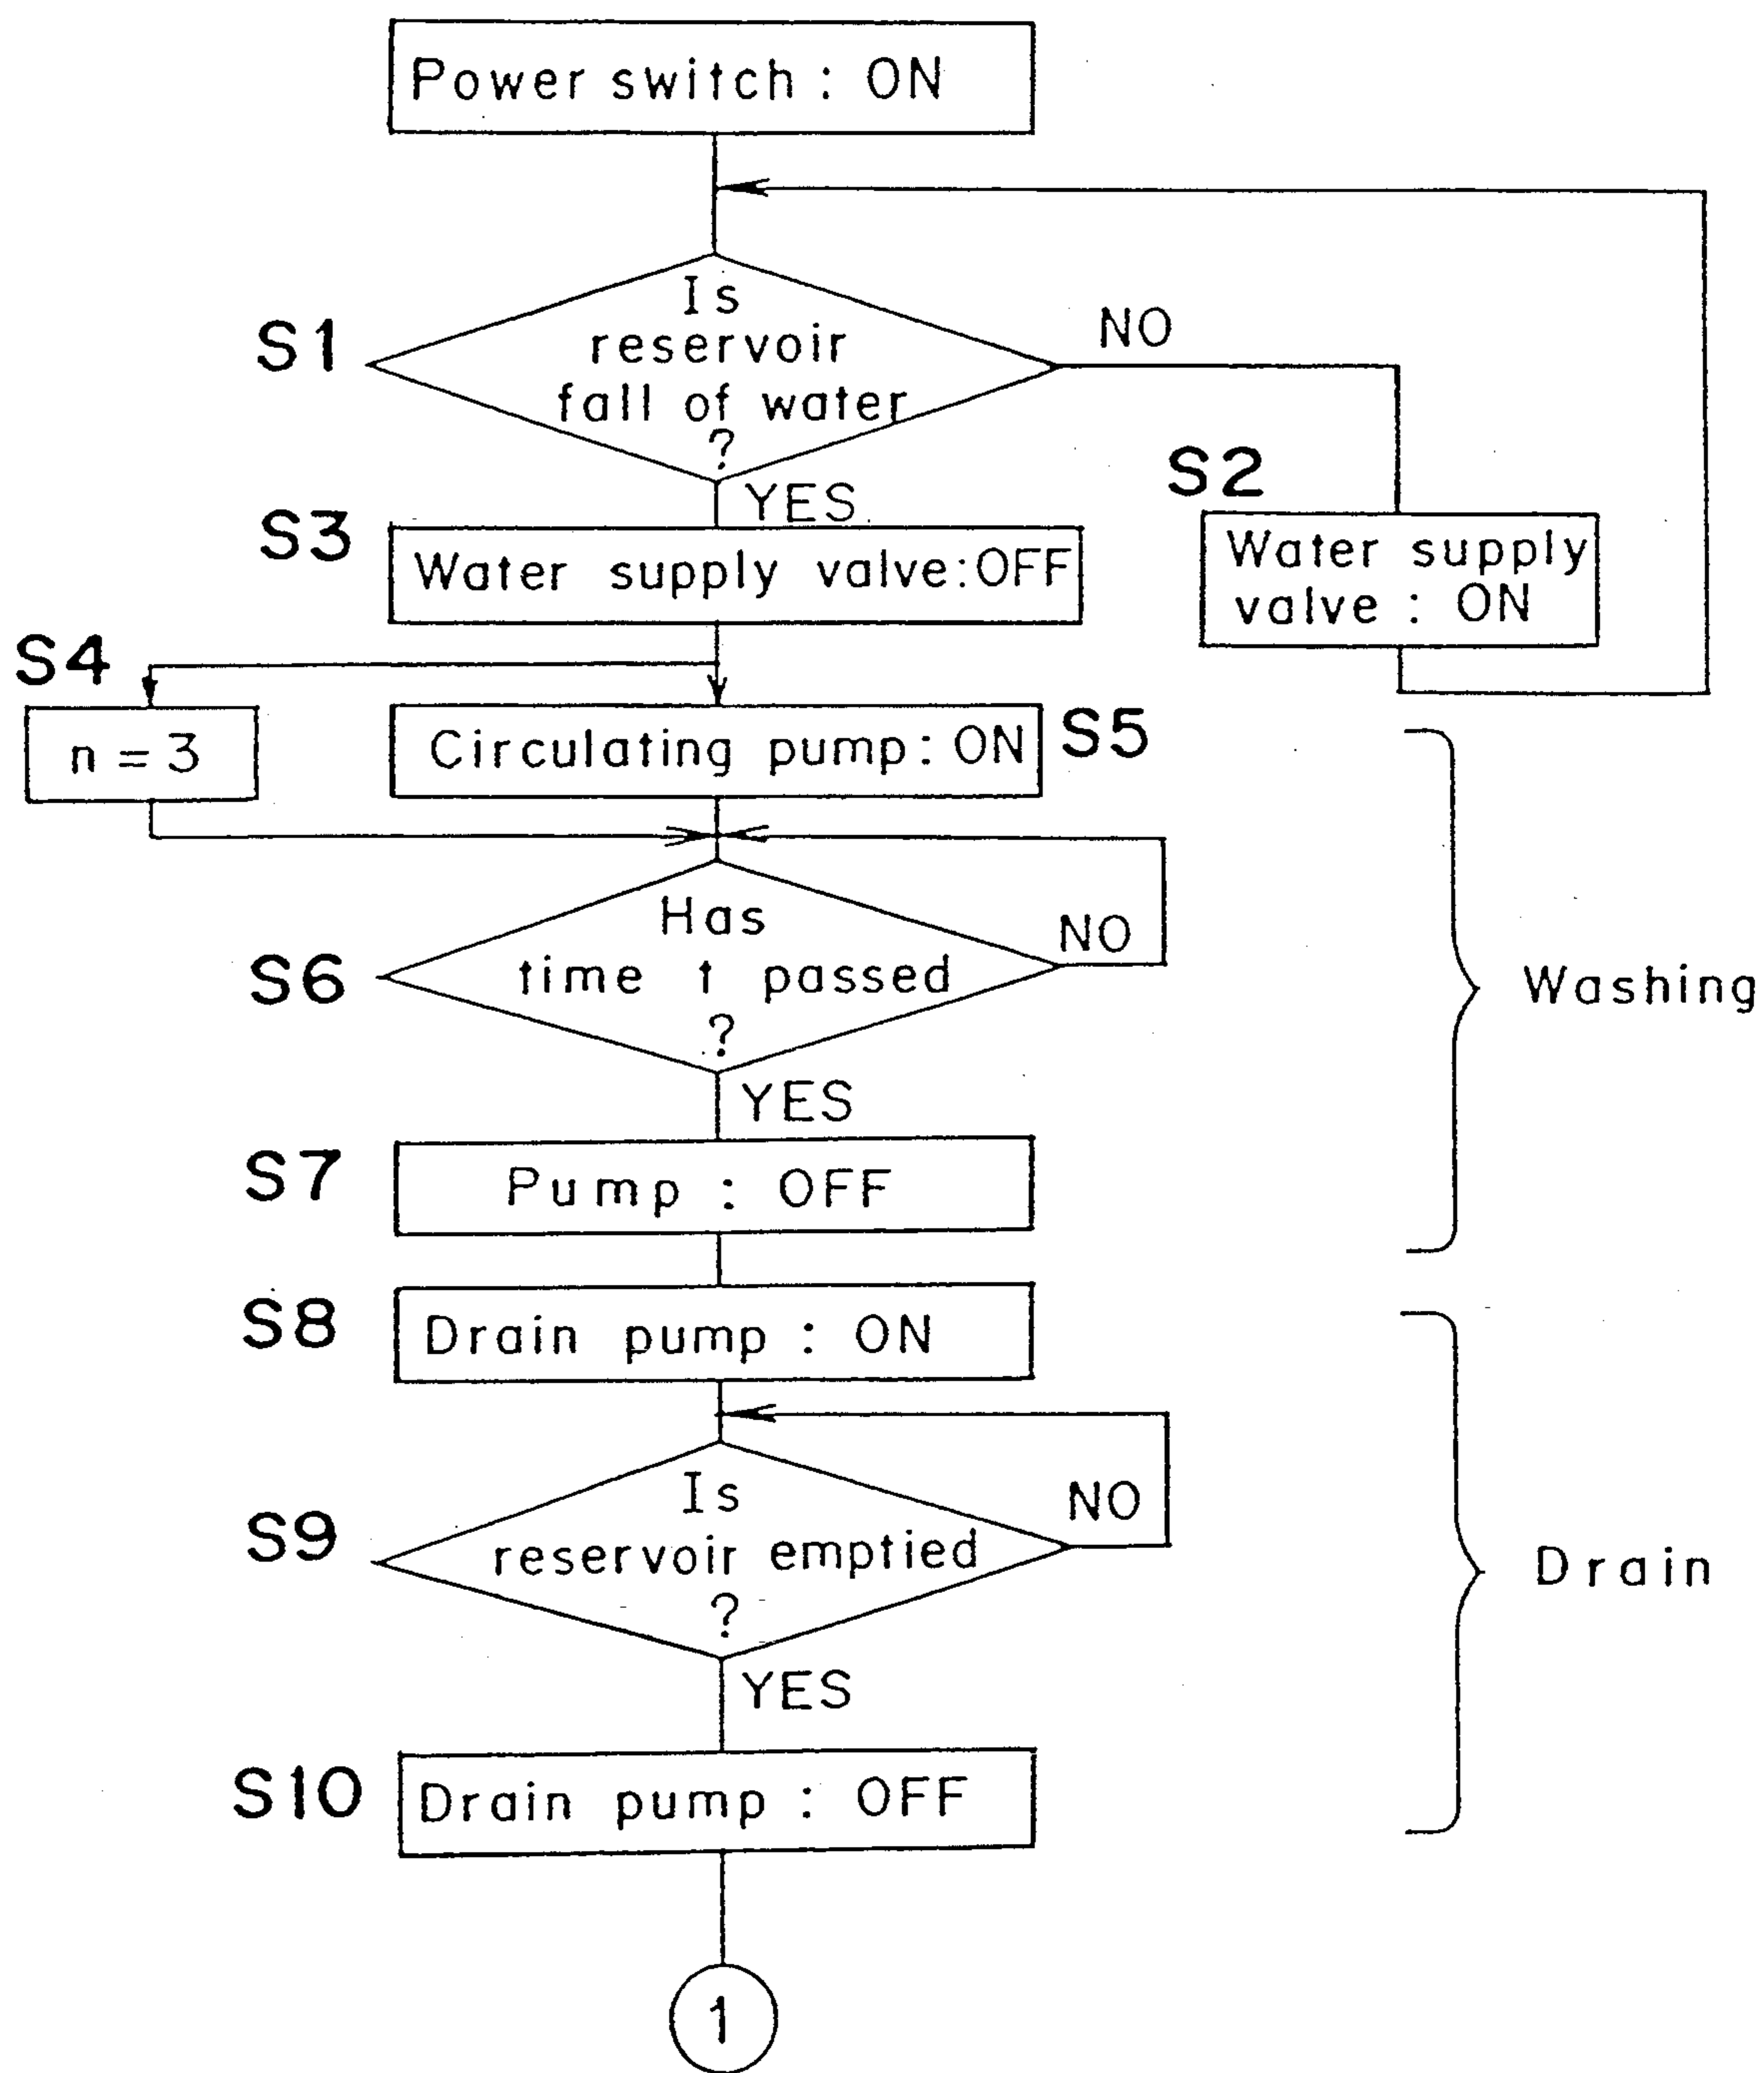 Power switch : ON
Is
reservoir
fall of water
?
S1
NO
YES
S2
Water supply
valve : ON
S3
Water supply valve:OFF
S4
n = 3
Circulating pump: ON
S5
Has
time t passed
?
S6
NO
YES
Washing
S7
Pump : OFF
S8
Drain pump : ON
Is
reservoir emptied
?
S9
NO
YES
Drain
S10
Drain pump : OFF
1